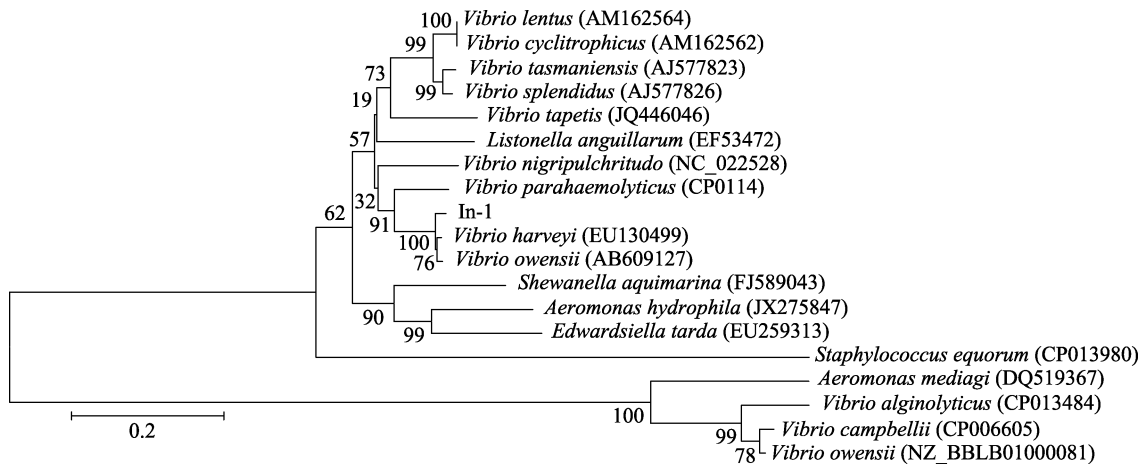 100 Vibrio lentus (AM162564)
99 Vibrio cyclitrophicus (AM162562)
73 Vibrio tasmaniensis (AJ577823)
99 Vibrio splendidus (AJ577826)
19
Vibrio tapetis (JQ446046)
57 Listonella anguillarum (EF53472)
Vibrio nigripulchritudo (NC_022528)
32 Vibrio parahaemolyticus (CP0114)
62 91 In-1
100 Vibrio harveyi (EU130499)
76 Vibrio owensii (AB609127)
Shewanella aquimarina (FJ589043)
90 Aeromonas hydrophila (JX275847)
99 Edwardsiella tarda (EU259313)
Staphylococcus equorum (CP013980)
Aeromonas mediagi (DQ519367)
100 Vibrio alginolyticus (CP013484)
99 Vibrio campbellii (CP006605)
78 Vibrio owensii (NZ_BBLB01000081)
0.2